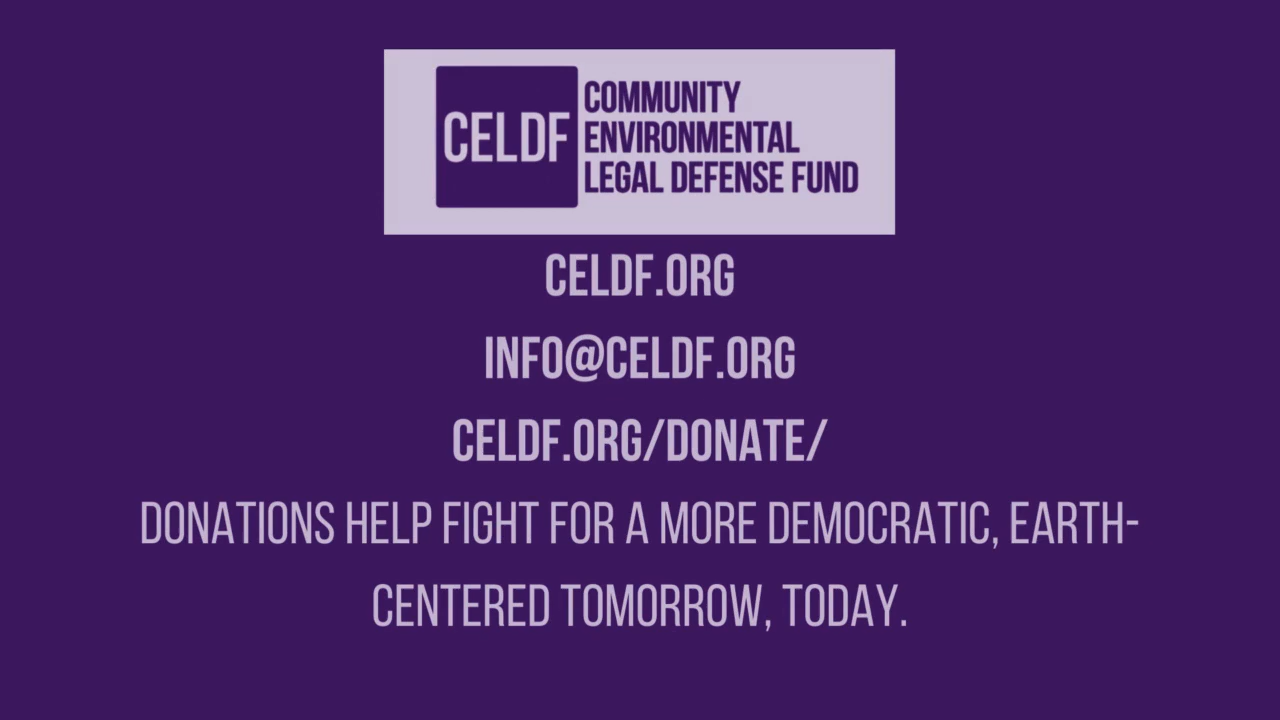 CELDF
COMMUNITY
ENVIRONMENTAL
LEGAL DEFENSE FUND
CELDF.ORG
INFO@CELDF.ORG
CELDF.ORG/DONATE/
DONATIONS HELP FIGHT FOR A MORE DEMOCRATIC, EARTH-
CENTERED TOMORROW, TODAY.